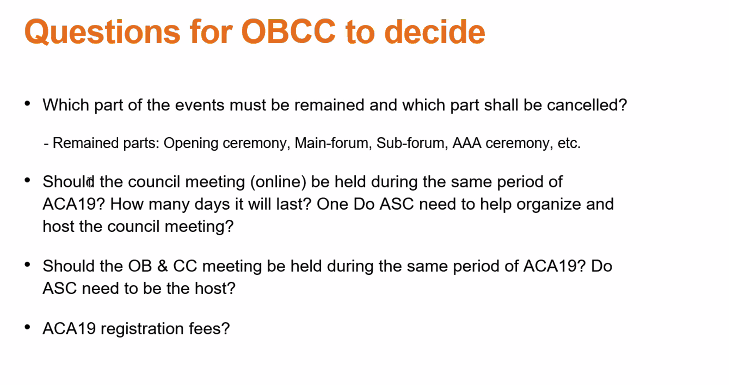 Questions for OBCC to decide
• Which part of the events must be remained and which part shall be cancelled?
- Remained parts: Opening ceremony, Main-forum, Sub-forum, AAA ceremony, etc.
• Should the council meeting (online) be held during the same period of
ACA19? How many days it will last? One Do ASC need to help organize and
host the council meeting?
• Should the OB & CC meeting be held during the same period of ACA19? Do
ASC need to be the host?
• ACA19 registration fees?